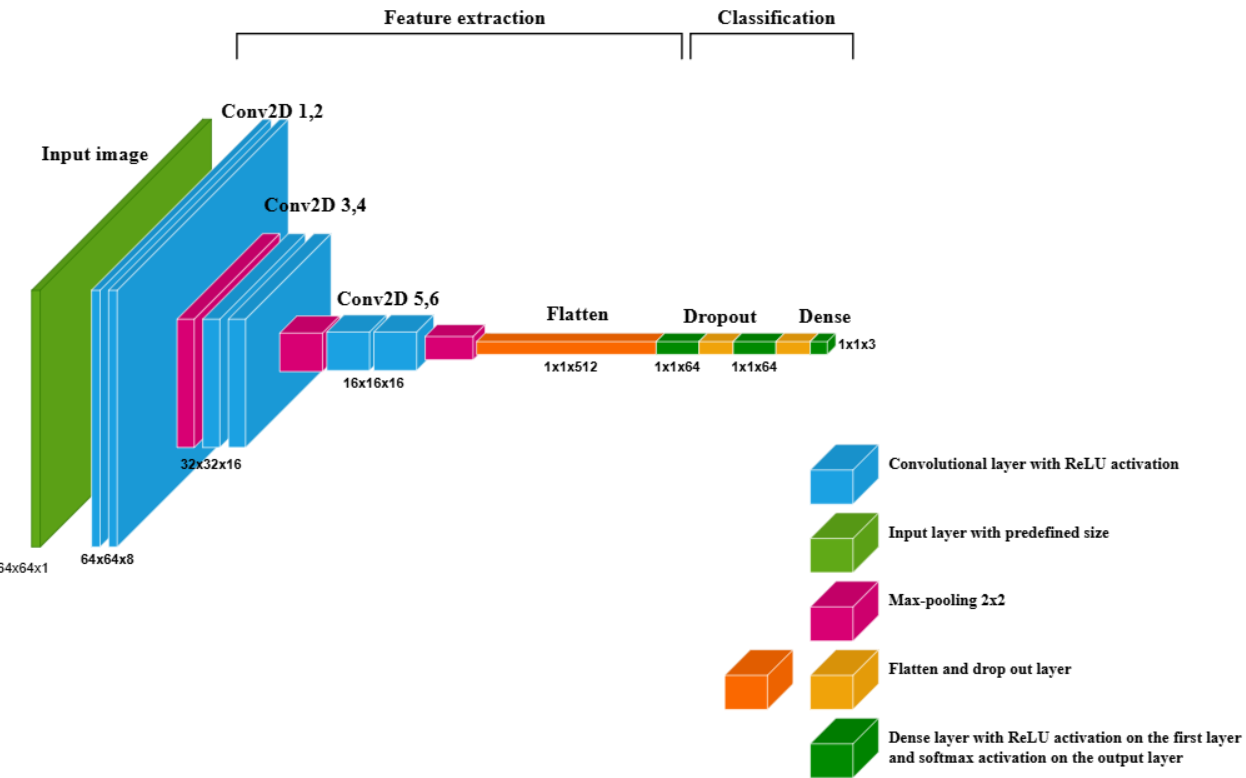 Feature extraction
Classification
Conv2D 1,2
Input image
Conv2D 3,4
Conv2D 5,6
Flatten
Dropout
Dense
1x1x3
1x1x512
1x1x64
1x1x64
16x16x16
32x32x16
64x64x8
64x64x1
Convolutional layer with ReLU activation
Input layer with predefined size
Max-pooling 2x2
Flatten and drop out layer
Dense layer with ReLU activation on the first layer
and softmax activation on the output layer